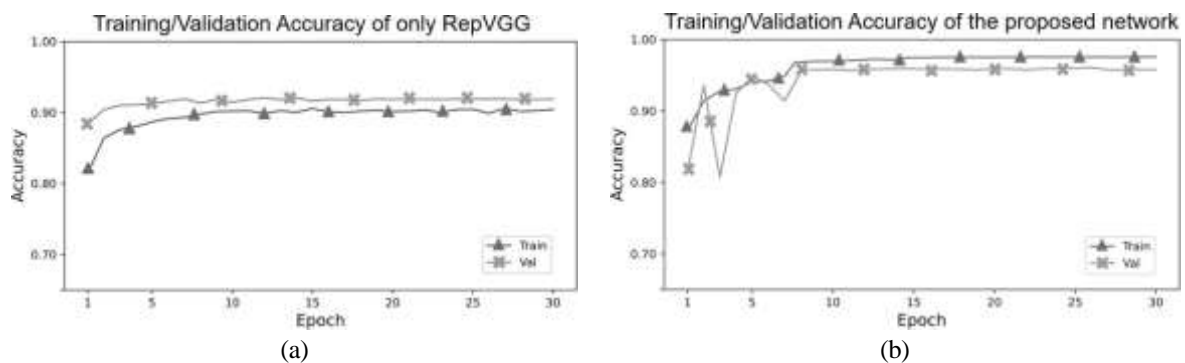 Training/Validation Accuracy of only RepVGG
1.00
0.90
0.80
0.70
Accuracy
Train
Val
1 5 10 15 20 25 30
Epoch
(a)
Training/Validation Accuracy of the proposed network
1.00
0.90
0.80
0.70
Accuracy
Train
Val
1 5 10 15 20 25 30
Epoch
(b)